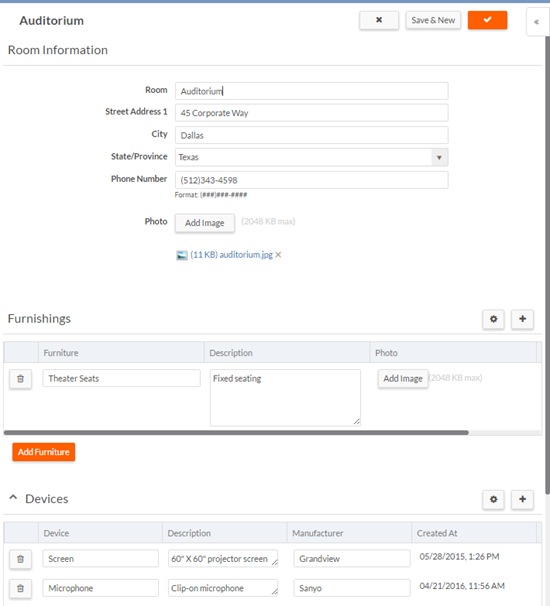 Auditorium
Save & New
Room Information
Room Auditorium
Street Address 1 45 Corporate Way
City Dallas
State/Province Texas
Phone Number (512)343-4598
Format: (###)###-####
Photo Add Image (2048 KB max)
(11 KB) auditorium.jpg
Furnishings
Furniture Description Photo
Theater Seats Fixed seating Add Image (2048 KB max)
Add Furniture
Devices
Device Description Manufacturer Created At
Screen 60" X 60" projector screen Grandview 05/28/2015, 1:26 PM
Microphone Clip-on microphone Sanyo 04/21/2016, 11:56 AM